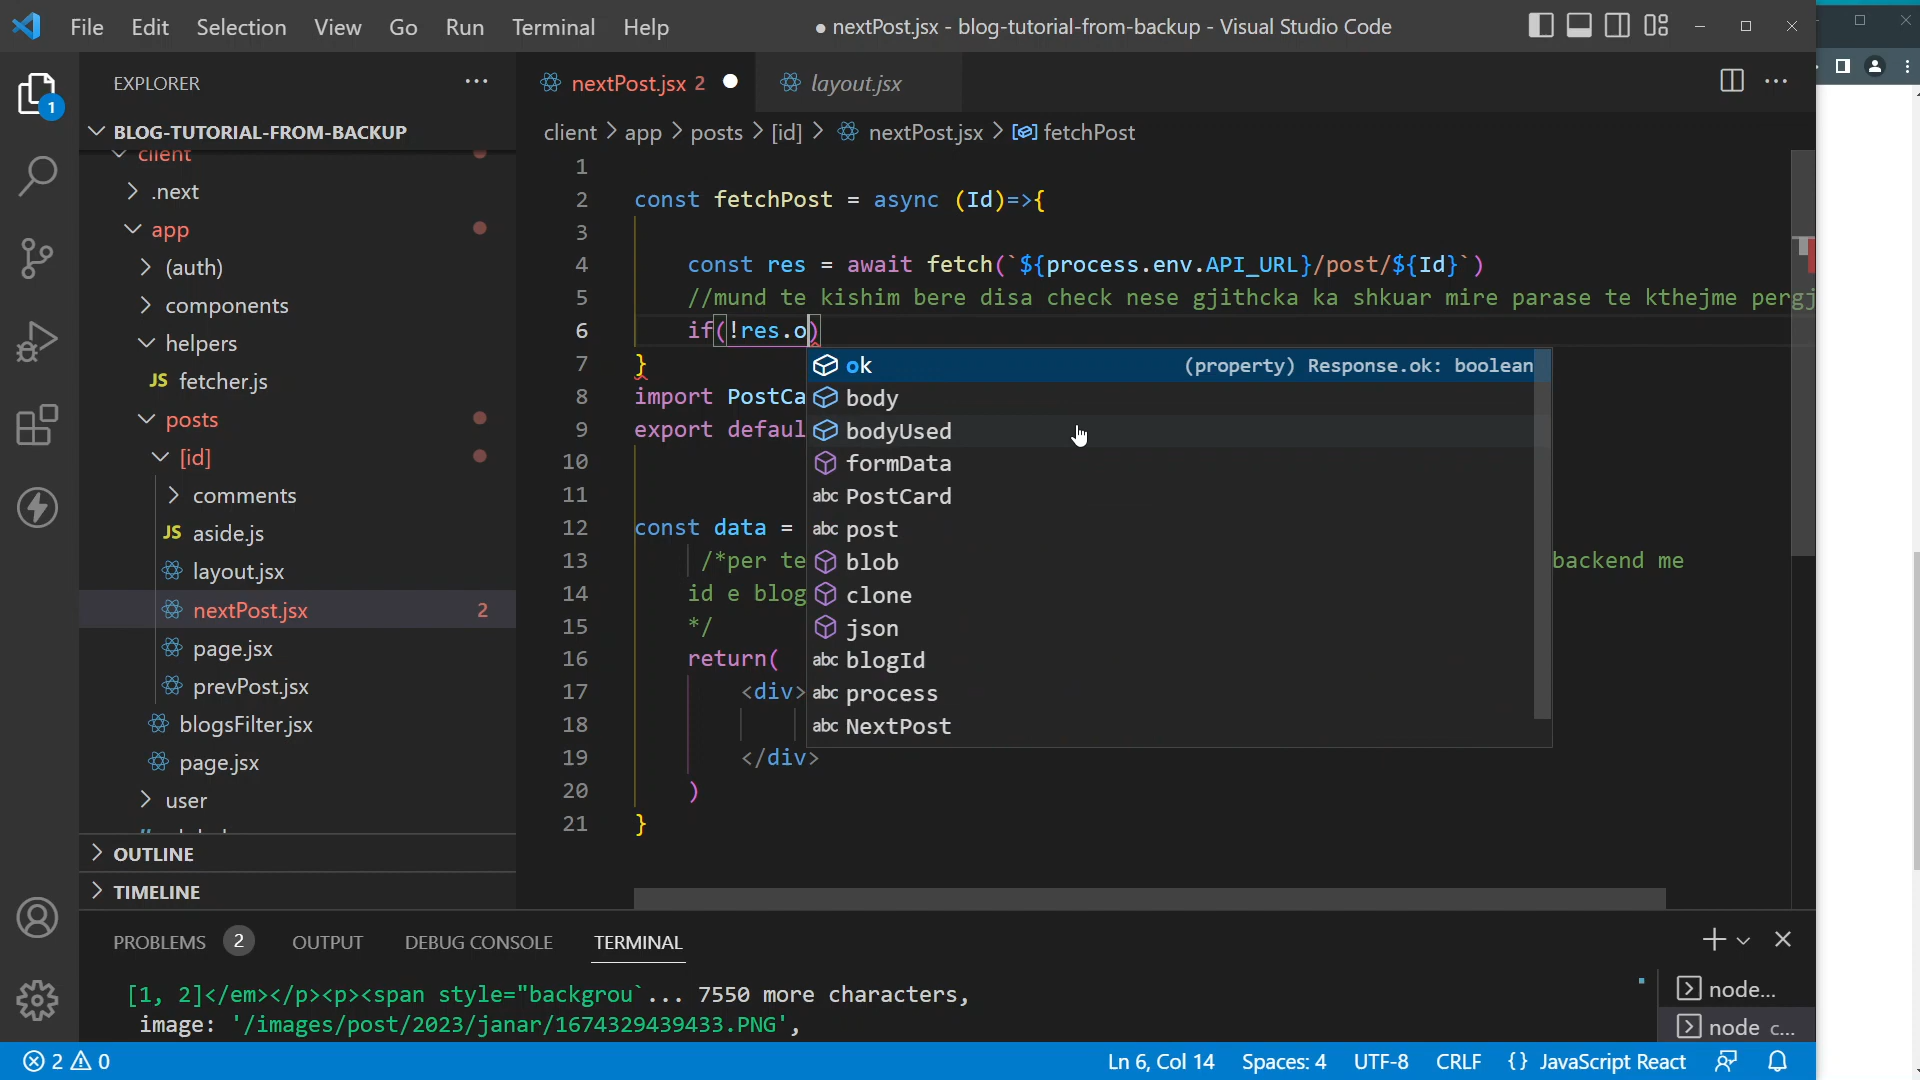 File Edit Selection View Go Run Terminal Help
● nextPost.jsx - blog-tutorial-from-backup - Visual Studio Code
EXPLORER
1
BLOG-TUTORIAL-FROM-BACKUP
client
.next
app
(auth)
components
helpers
JS fetcher.js
posts
[id]
comments
JS aside.js
layout.jsx
nextPost.jsx 2
page.jsx
prevPost.jsx
blogsFilter.jsx
page.jsx
user
OUTLINE
TIMELINE
nextPost.jsx 2 ● layout.jsx
client > app > posts > [id] > nextPost.jsx > fetchPost
1
2 const fetchPost = async (Id)=>{
3
4 const res = await fetch(`${process.env.API_URL}/post/${Id}`)
5 //mund te kishim bere disa check nese gjithcka ka shkuar mire parase te kthejme pergj
6 if(!res.o)
7 }
8 import PostCa
9 export defaul
10
11
12 const data =
13 /*per te backend me
14 id e blog
15 */
16 return(
17 <div>
18
19 </div>
20 )
21 }
ok (property) Response.ok: boolean
body
bodyUsed
formData
abc PostCard
abc post
blob
clone
json
abc blogId
abc process
abc NextPost
PROBLEMS 2 OUTPUT DEBUG CONSOLE TERMINAL
[1, 2]</em></p><p><span style="backgrou`... 7550 more characters,
image: '/images/post/2023/janar/1674329439433.PNG',
node...
node c...
2 0
Ln 6, Col 14 Spaces: 4 UTF-8 CRLF {} JavaScript React